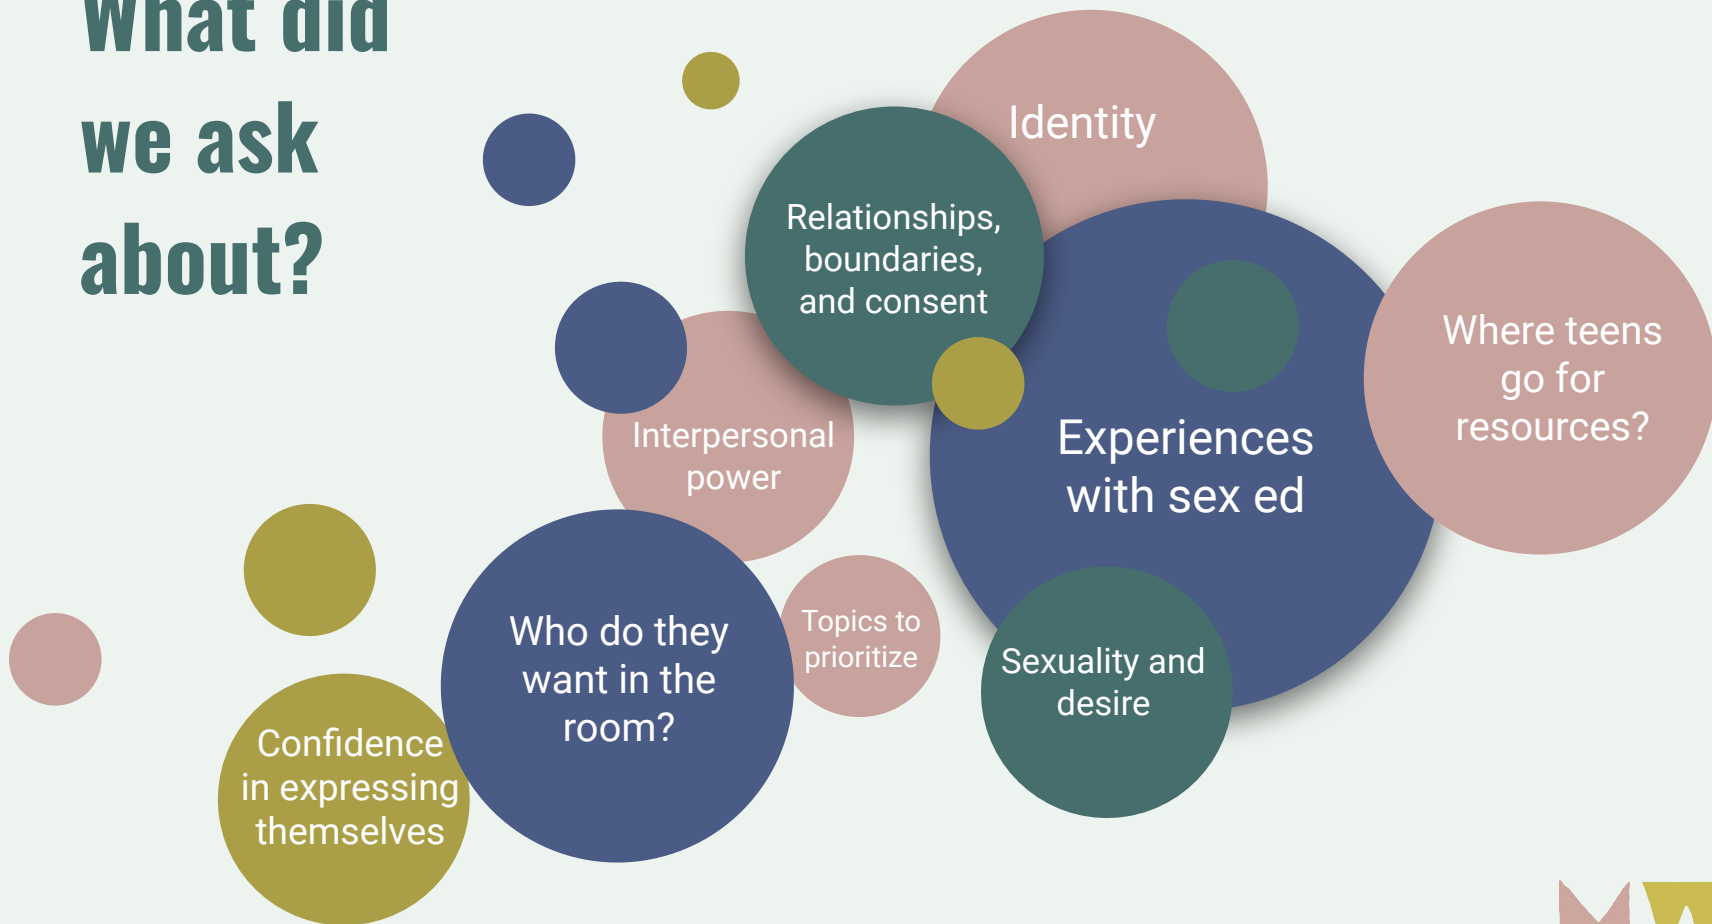 What did
we ask
about?
Identity
Relationships,
boundaries,
and consent
Where teens
go for
resources?
Interpersonal
power
Experiences
with sex ed
Who do they
want in the
room?
Topics to
prioritize
Sexuality and
desire
Confidence
in expressing
themselves